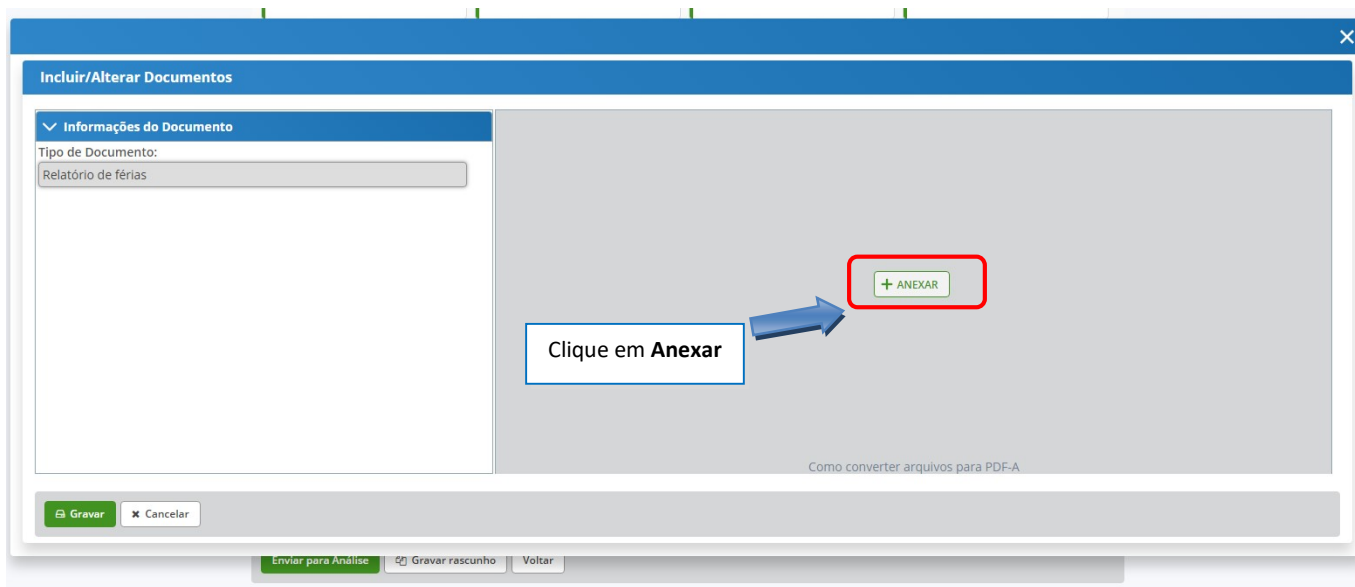 Incluir/Alterar Documentos
Informações do Documento
Tipo de Documento:
Relatório de férias
+ ANEXAR
Clique em Anexar
Como converter arquivos para PDF-A
Gravar
Cancelar
Enviar para Análise
Gravar rascunho
Voltar